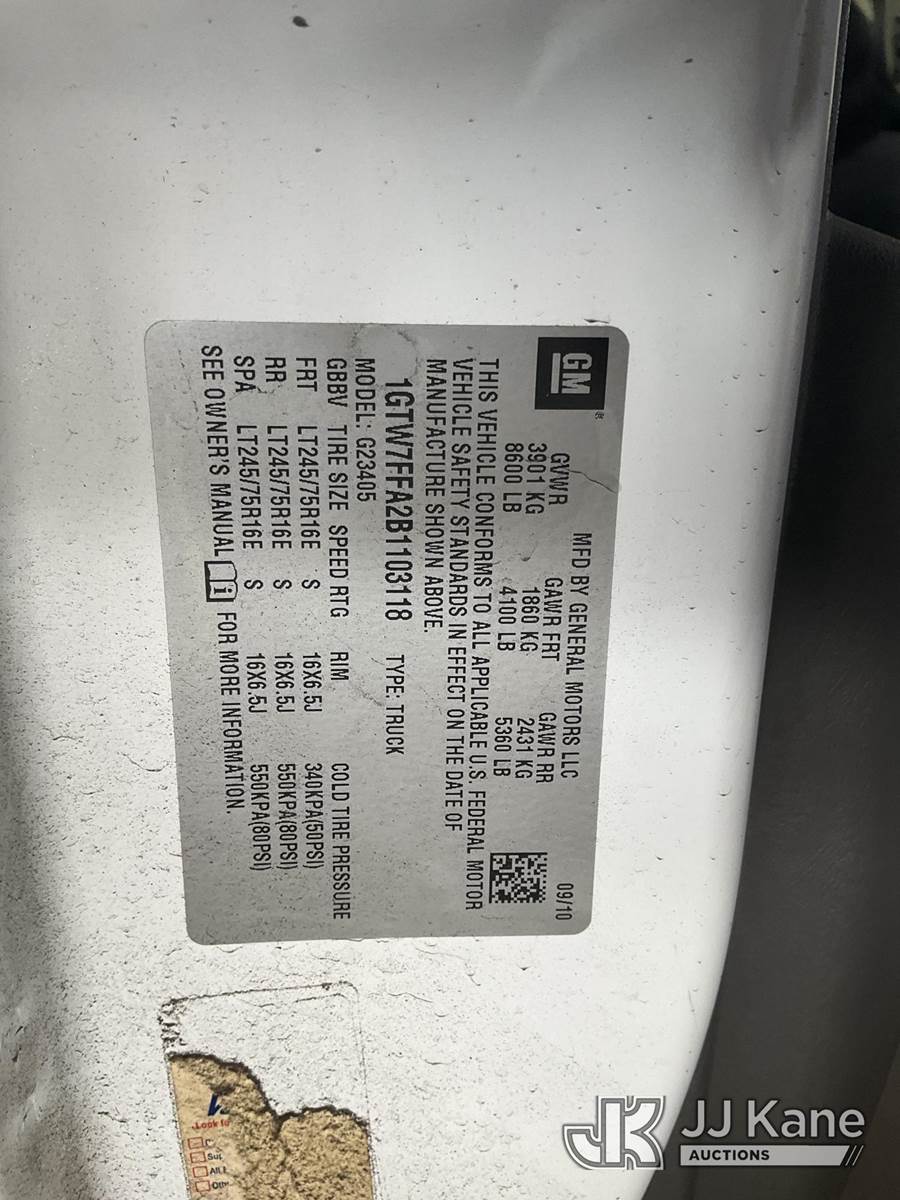 GM®
MFD BY GENERAL MOTORS LLC 09/10
GVWR GAWR FRT GAWR RR
3901 KG 1860 KG 2431 KG
8600 LB 4100 LB 5360 LB
THIS VEHICLE CONFORMS TO ALL APPLICABLE U.S. FEDERAL MOTOR
VEHICLE SAFETY STANDARDS IN EFFECT ON THE DATE OF
MANUFACTURE SHOWN ABOVE.
1GTW7FFA2B1103118 TYPE: TRUCK
MODEL: G23405
GBBV TIRE SIZE SPEED RTG RIM COLD TIRE PRESSURE
FRT LT245/75R16E S 16X6.5J 340KPA(50PSI)
RR LT245/75R16E S 16X6.5J 550KPA(80PSI)
SPA LT245/75R16E S 16X6.5J 550KPA(80PSI)
SEE OWNER'S MANUAL i FOR MORE INFORMATION.
Look
JK JJ Kane
AUCTIONS